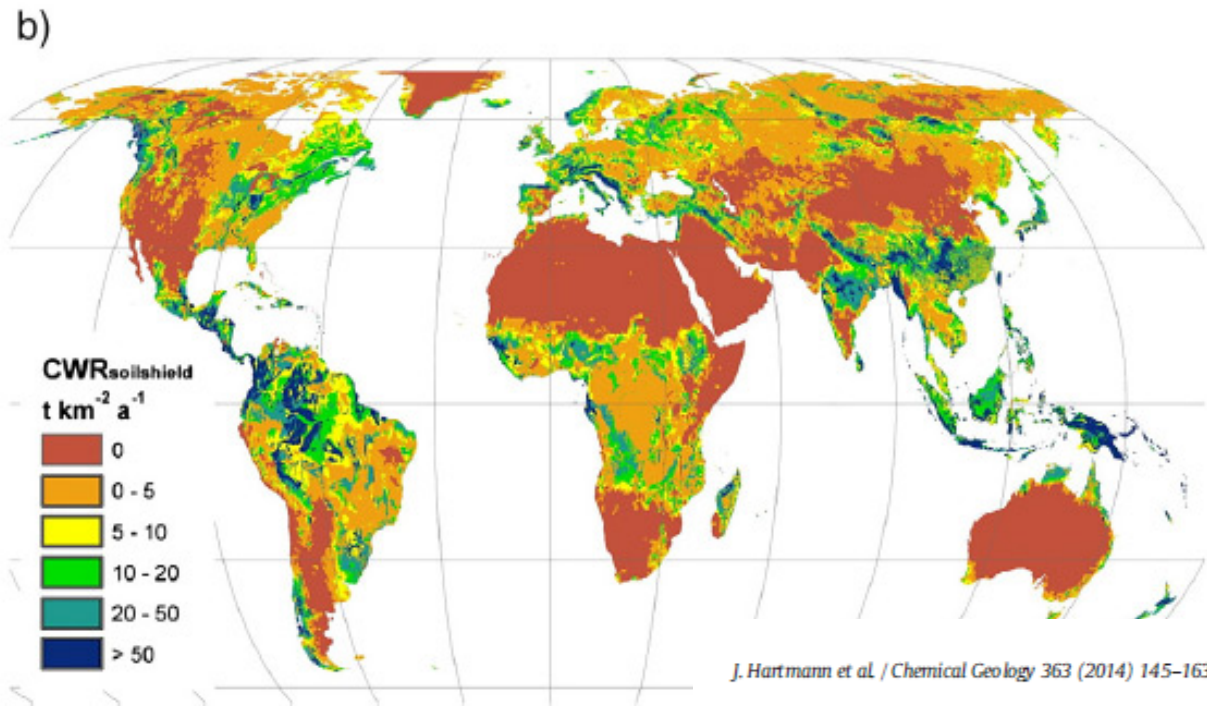 b)
CWRsoilshield
t km⁻² a⁻¹
0
0 - 5
5 - 10
10 - 20
20 - 50
> 50
J. Hartmann et al. / Chemical Geology 363 (2014) 145–163